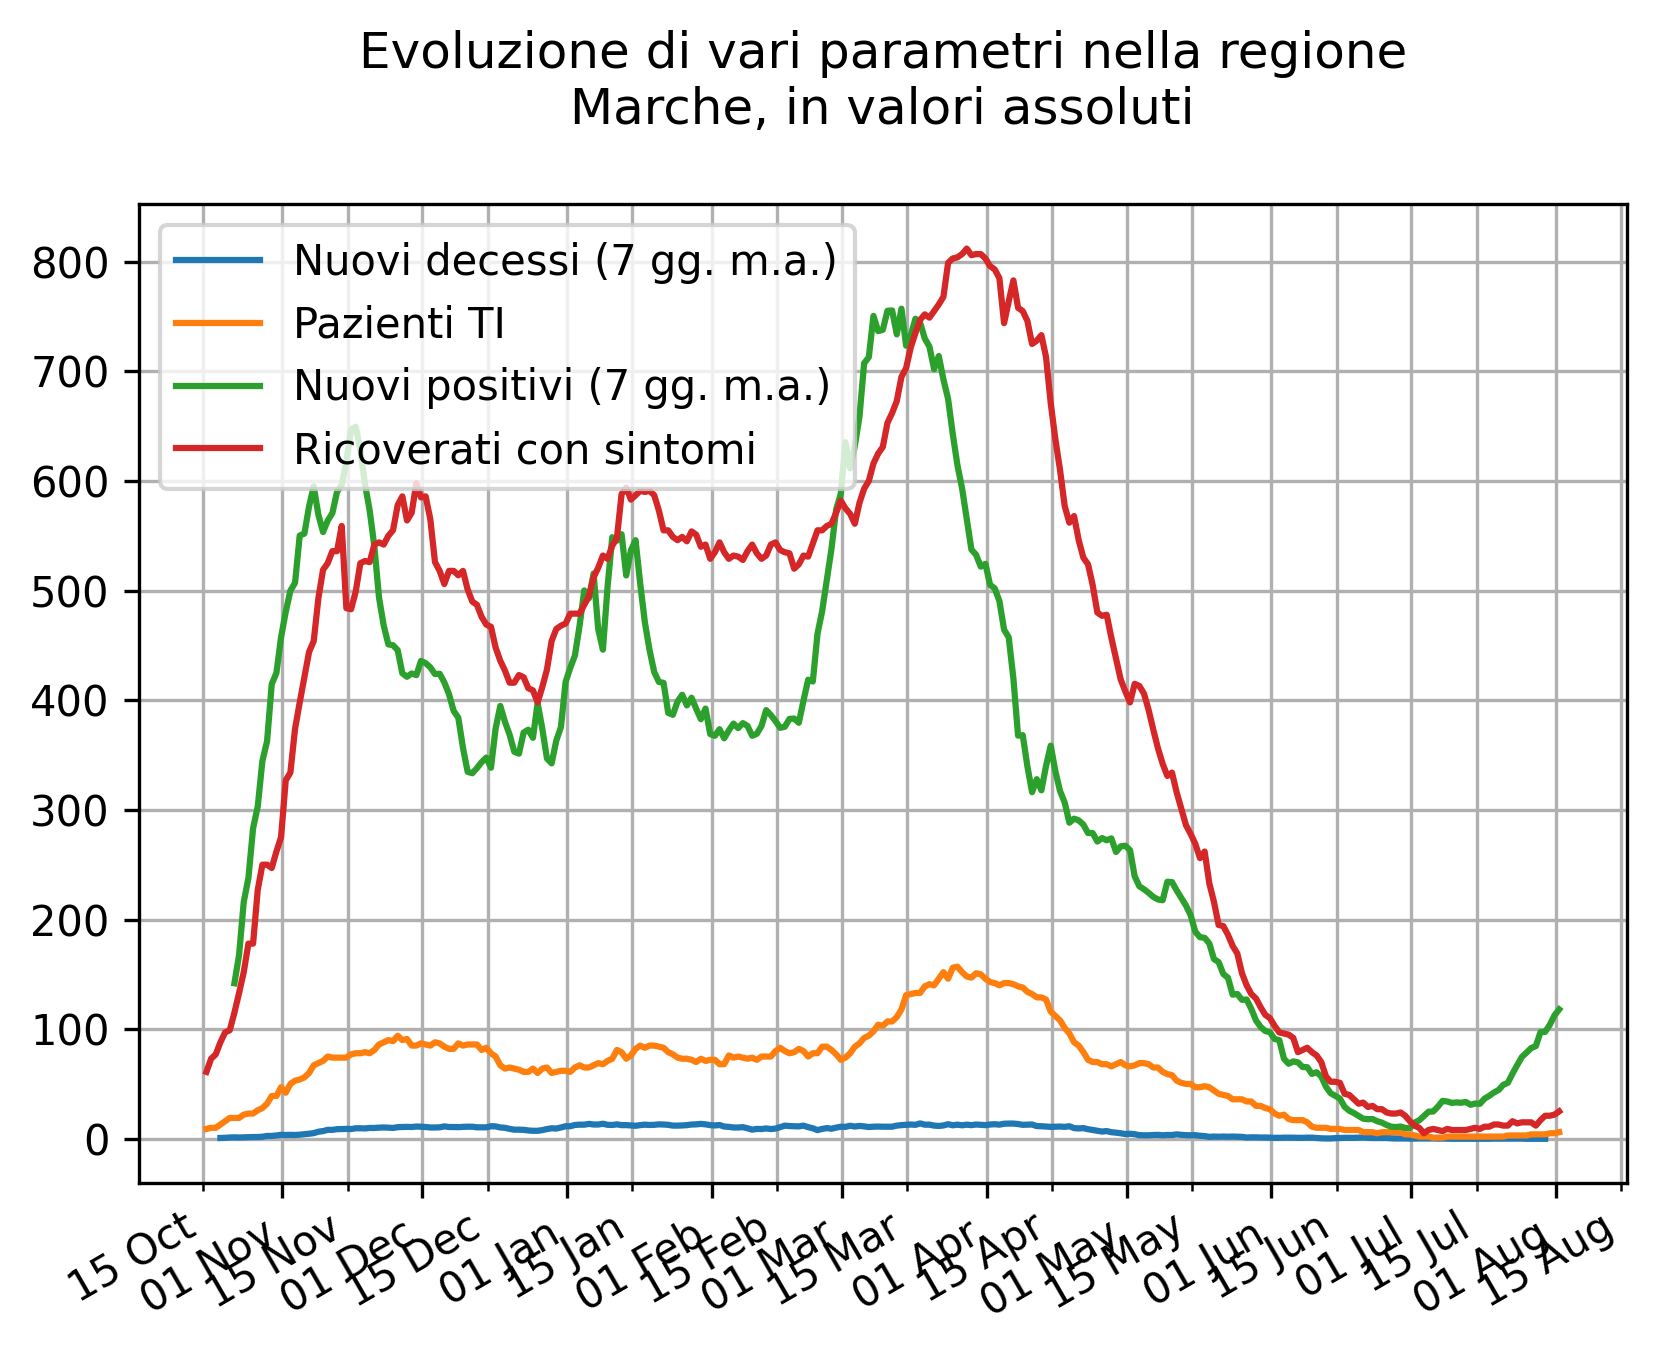 Evoluzione di vari parametri nella regione
Marche, in valori assoluti
Nuovi decessi (7 gg. m.a.)
Pazienti TI
Nuovi positivi (7 gg. m.a.)
Ricoverati con sintomi
800
700
600
500
400
300
200
100
0
15 Oct
01 Nov
15 Nov
01 Dec
15 Dec
01 Jan
15 Jan
01 Feb
15 Feb
01 Mar
15 Mar
01 Apr
15 Apr
01 May
15 May
01 Jun
15 Jun
01 Jul
15 Jul
01 Aug
15 Aug